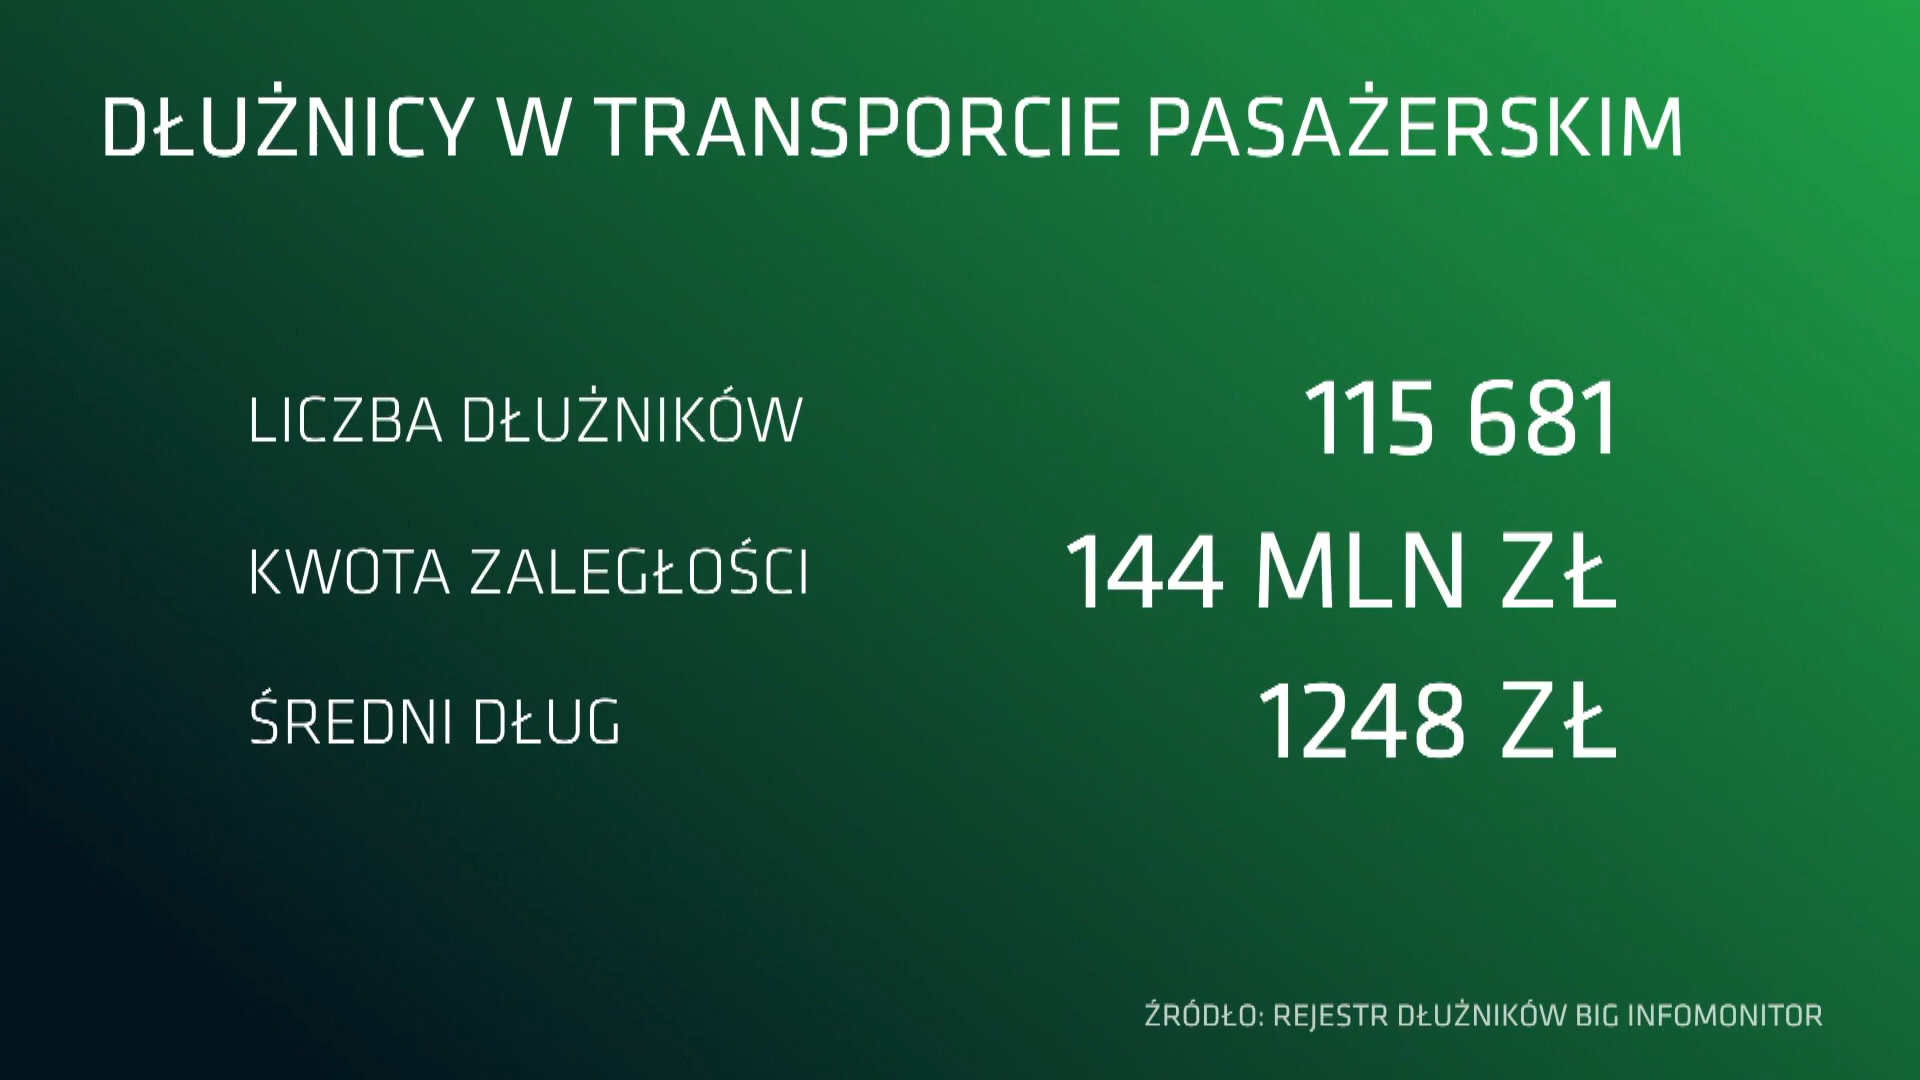 DŁUŻNICY W TRANSPORCIE PASAŻERSKIM
LICZBA DŁUŻNIKÓW 115 681
KWOTA ZALEGŁOŚCI 144 MLN ZŁ
ŚREDNI DŁUG 1248 ZŁ
ŹRÓDŁO: REJESTR DŁUŻNIKÓW BIG INFOMONITOR